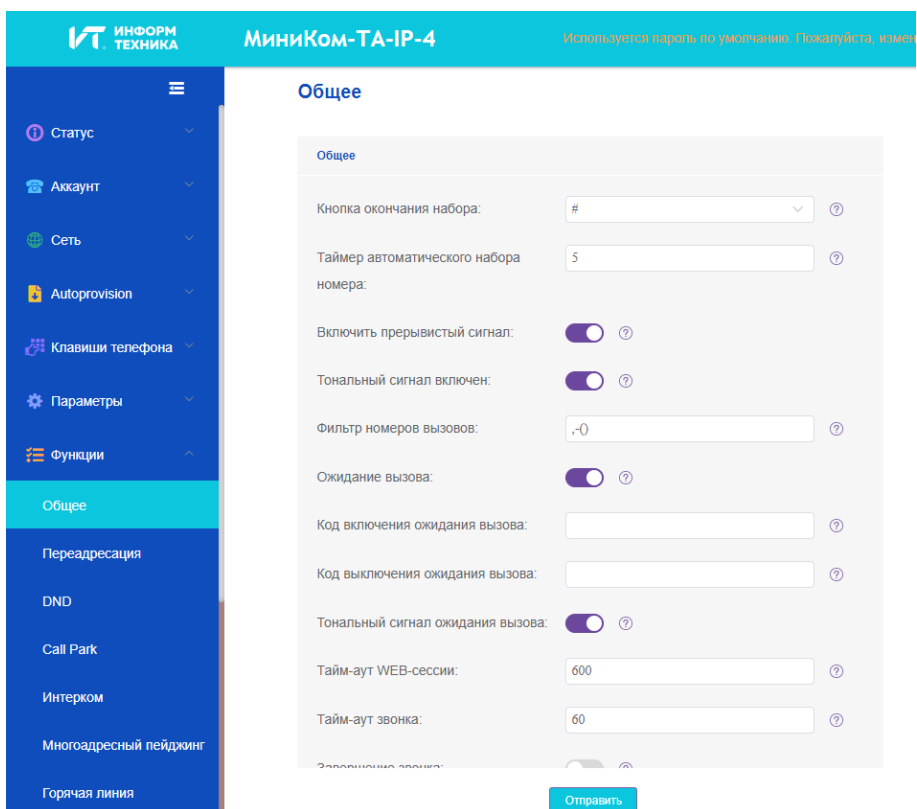 ИНФОРМ
ТЕХНИКА
МиниКом-TA-IP-4
Используется пароль по умолчанию. Пожалуйста, измен
Статус
Аккаунт
Сеть
Autoprovision
Клавиши телефона
Параметры
Функции
Общее
Переадресация
DND
Call Park
Интерком
Многоадресный пейджинг
Горячая линия
Общее
Общее
Кнопка окончания набора:
#
Таймер автоматического набора
номера:
5
Включить прерывистый сигнал:
Тональный сигнал включен:
Фильтр номеров вызовов:
,-()
Ожидание вызова:
Код включения ожидания вызова:
Код выключения ожидания вызова:
Тональный сигнал ожидания вызова:
Тайм-аут WEB-сессии:
600
Тайм-аут звонка:
60
Завершение звонка:
Отправить